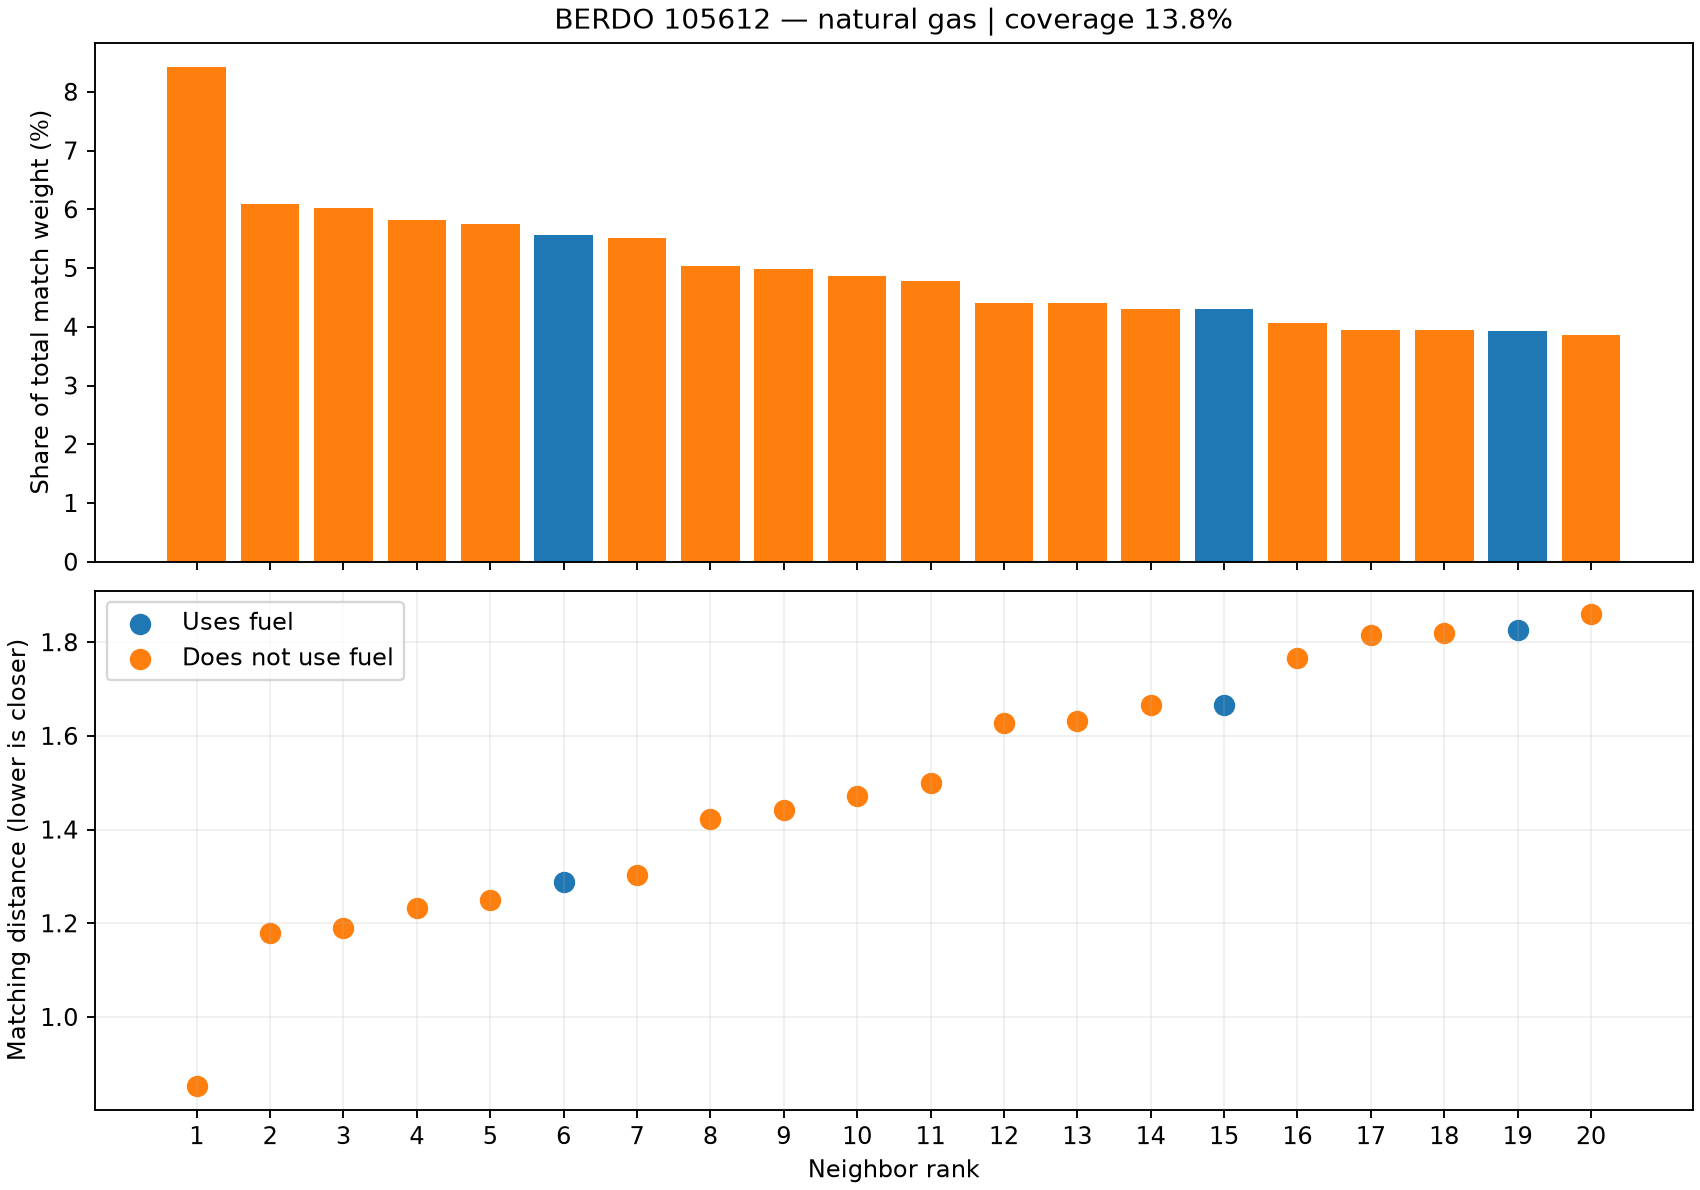 BERDO 105612 — natural gas | coverage 13.8%
Share of total match weight (%)
8
7
6
5
4
3
2
1
0
Uses fuel
Does not use fuel
Matching distance (lower is closer)
1.8
1.6
1.4
1.2
1.0
1 2 3 4 5 6 7 8 9 10 11 12 13 14 15 16 17 18 19 20
Neighbor rank